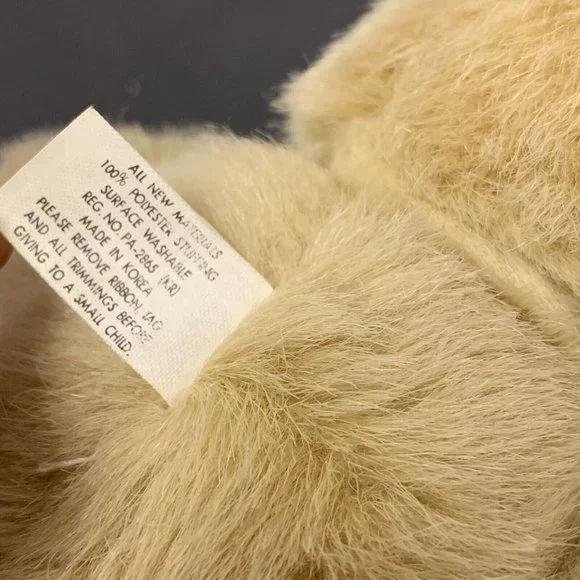 ALL NEW MATERIALS
100% POLYESTER STUFFING
SURFACE WASHABLE
REG. NO. PA-2865 (KR)
MADE IN KOREA
PLEASE REMOVE RIBBON, TAG
AND ALL TRIMMINGS BEFORE
GIVING TO A SMALL CHILD.